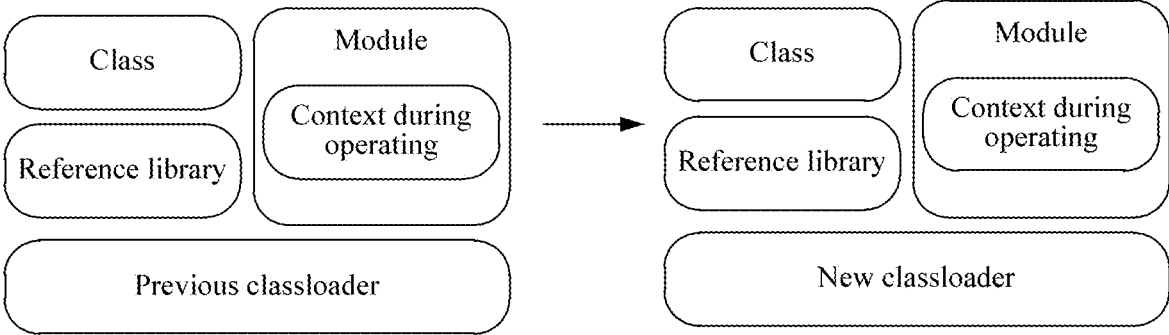 Class
Module
Context during
operating
Reference library
Previous classloader
Class
Module
Context during
operating
Reference library
New classloader